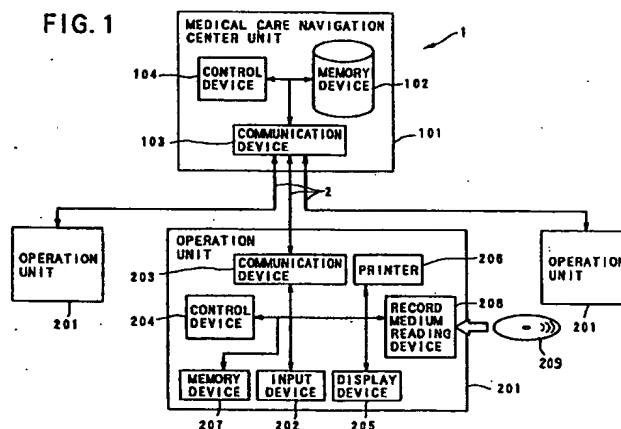 FIG. 1
MEDICAL CARE NAVIGATION
CENTER UNIT
1
104
CONTROL
DEVICE
MEMORY
DEVICE
102
103
COMMUNICATION
DEVICE
101
2
OPERATION
UNIT
201
OPERATION
UNIT
203
COMMUNICATION
DEVICE
PRINTER
206
204
CONTROL
DEVICE
RECORD
MEDIUM
READING
DEVICE
208
209
MEMORY
DEVICE
207
INPUT
DEVICE
202
DISPLAY
DEVICE
205
201
OPERATION
UNIT
201